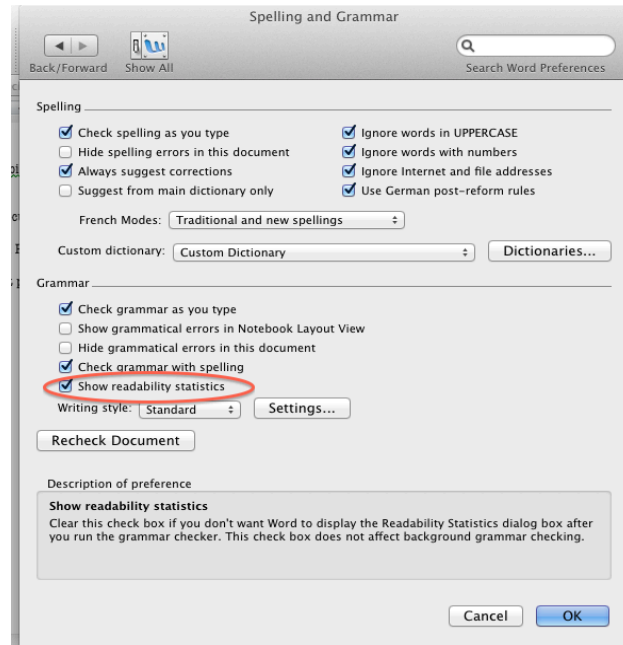 Spelling and Grammar
Back/Forward Show All Search Word Preferences
Spelling
Check spelling as you type
Hide spelling errors in this document
Always suggest corrections
Suggest from main dictionary only
Ignore words in UPPERCASE
Ignore words with numbers
Ignore Internet and file addresses
Use German post-reform rules
French Modes: Traditional and new spellings
Custom dictionary: Custom Dictionary Dictionaries...
Grammar
Check grammar as you type
Show grammatical errors in Notebook Layout View
Hide grammatical errors in this document
Check grammar with spelling
Show readability statistics
Writing style: Standard Settings...
Recheck Document
Description of preference
Show readability statistics
Clear this check box if you don't want Word to display the Readability Statistics dialog box after
you run the grammar checker. This check box does not affect background grammar checking.
Cancel OK